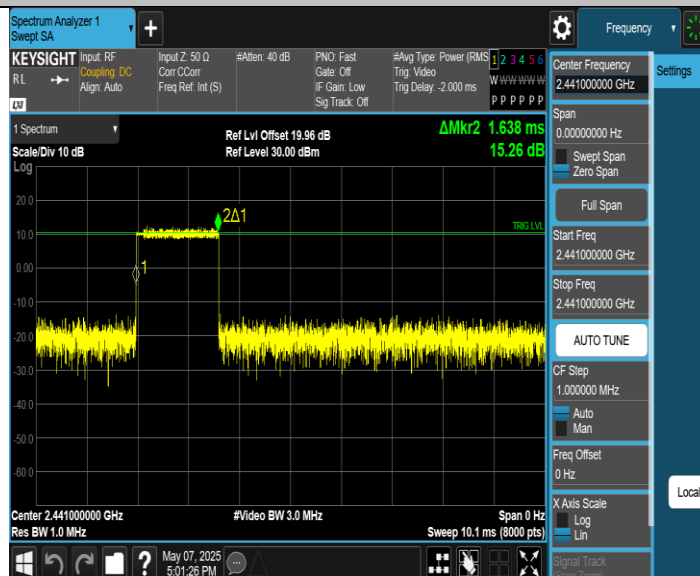 Spectrum Analyzer 1
Swept SA
Frequency
KEYSIGHT
Input: RF
Input Z: 50 Ω
#Atten: 40 dB
PNO: Fast
#Avg Type: Power (RMS
1 2 3 4 5 6
R L
Coupling: DC
Corr CCorr
Gate: Off
Trig: Video
W W W W W W
Align: Auto
Freq Ref: Int (S)
IF Gain: Low
Trig Delay: -2.000 ms
Sig Track: Off
P P P P P P
LXI
1 Spectrum
Ref Lvl Offset 19.96 dB
ΔMkr2 1.638 ms
Scale/Div 10 dB
Ref Level 30.00 dBm
15.26 dB
Log
20.0
10.0
0.00
-10.0
-20.0
-30.0
-40.0
-50.0
-60.0
2Δ1
TRIG LVL
1
Center 2.441000000 GHz
#Video BW 3.0 MHz
Span 0 Hz
Res BW 1.0 MHz
Sweep 10.1 ms (8000 pts)
May 07, 2025
5:01:26 PM
?
Center Frequency
2.441000000 GHz
Settings
Span
0.00000000 Hz
Swept Span
Zero Span
Full Span
Start Freq
2.441000000 GHz
Stop Freq
2.441000000 GHz
AUTO TUNE
CF Step
1.000000 MHz
Auto
Man
Freq Offset
0 Hz
X Axis Scale
Log
Lin
Local
Signal Track
(Span Zoom)